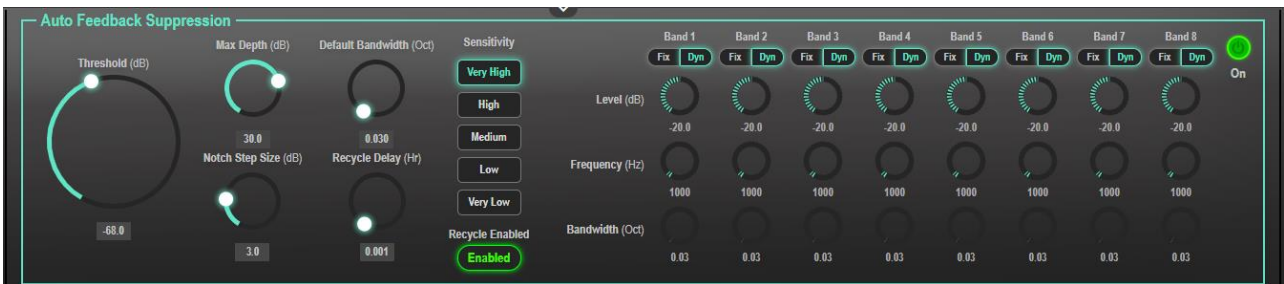 Auto Feedback Suppression
Threshold (dB)
-68.0
Max Depth (dB)
30.0
Default Bandwidth (Oct)
0.030
Notch Step Size (dB)
3.0
Recycle Delay (Hr)
0.001
Sensitivity
Very High
High
Medium
Low
Very Low
Recycle Enabled
Enabled
Band 1 Band 2 Band 3 Band 4 Band 5 Band 6 Band 7 Band 8
Fix Dyn Fix Dyn Fix Dyn Fix Dyn Fix Dyn Fix Dyn Fix Dyn Fix Dyn
Level (dB)
-20.0 -20.0 -20.0 -20.0 -20.0 -20.0 -20.0 -20.0
Frequency (Hz)
1000 1000 1000 1000 1000 1000 1000 1000
Bandwidth (Oct)
0.03 0.03 0.03 0.03 0.03 0.03 0.03 0.03
On